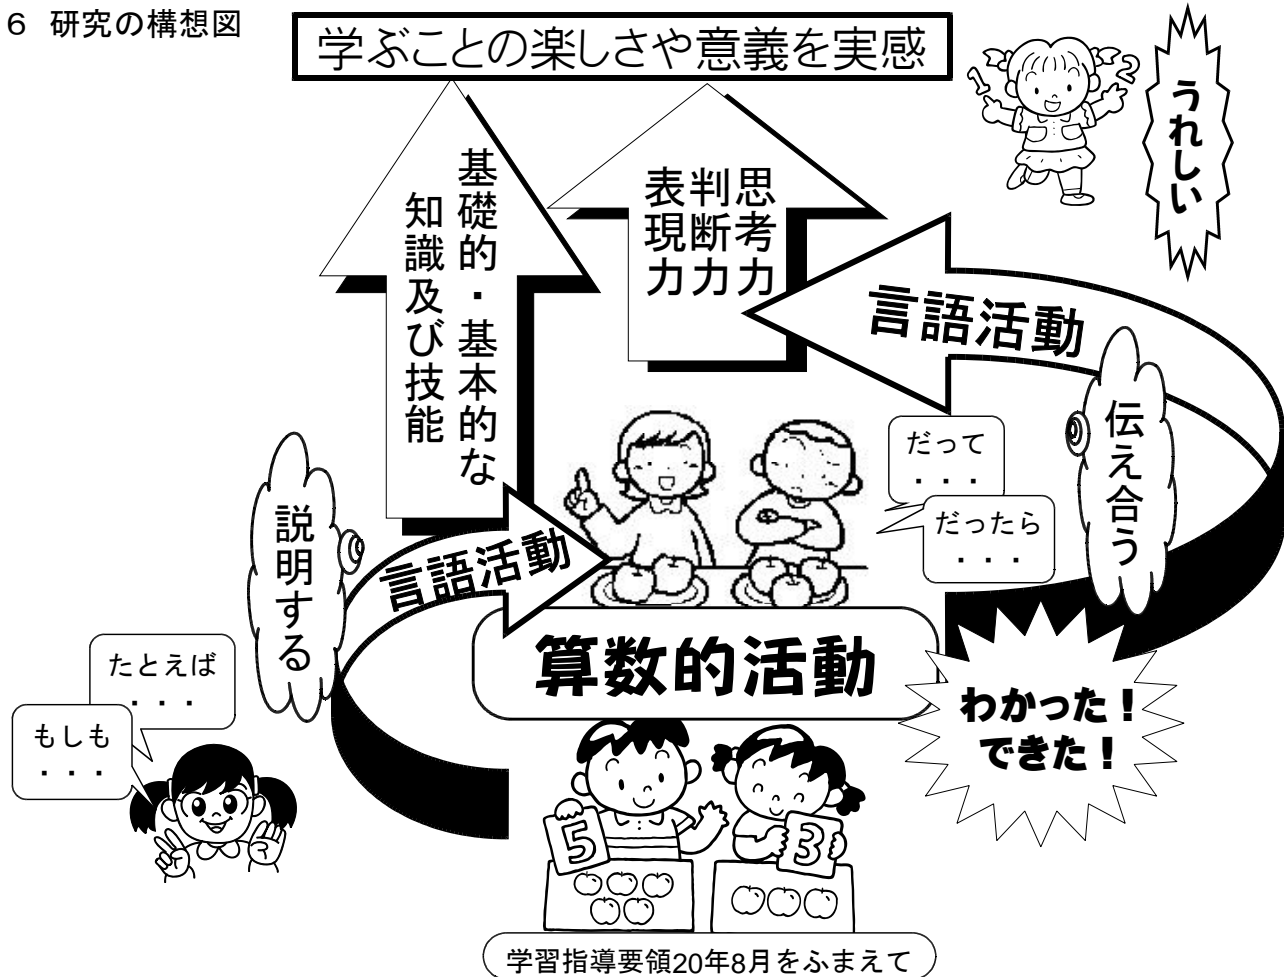 6 研究の構想図
学ぶことの楽しさや意義を実感
うれしい
1
2
基礎的・基本的な
知識及び技能
思考力
判断力
表現力
言語活動
伝え合う
だって
・・・
だったら
・・・
説明する
言語活動
算数的活動
たとえば
・・・
もしも
・・・
わかった!
できた!
5
3
学習指導要領20年8月をふまえて